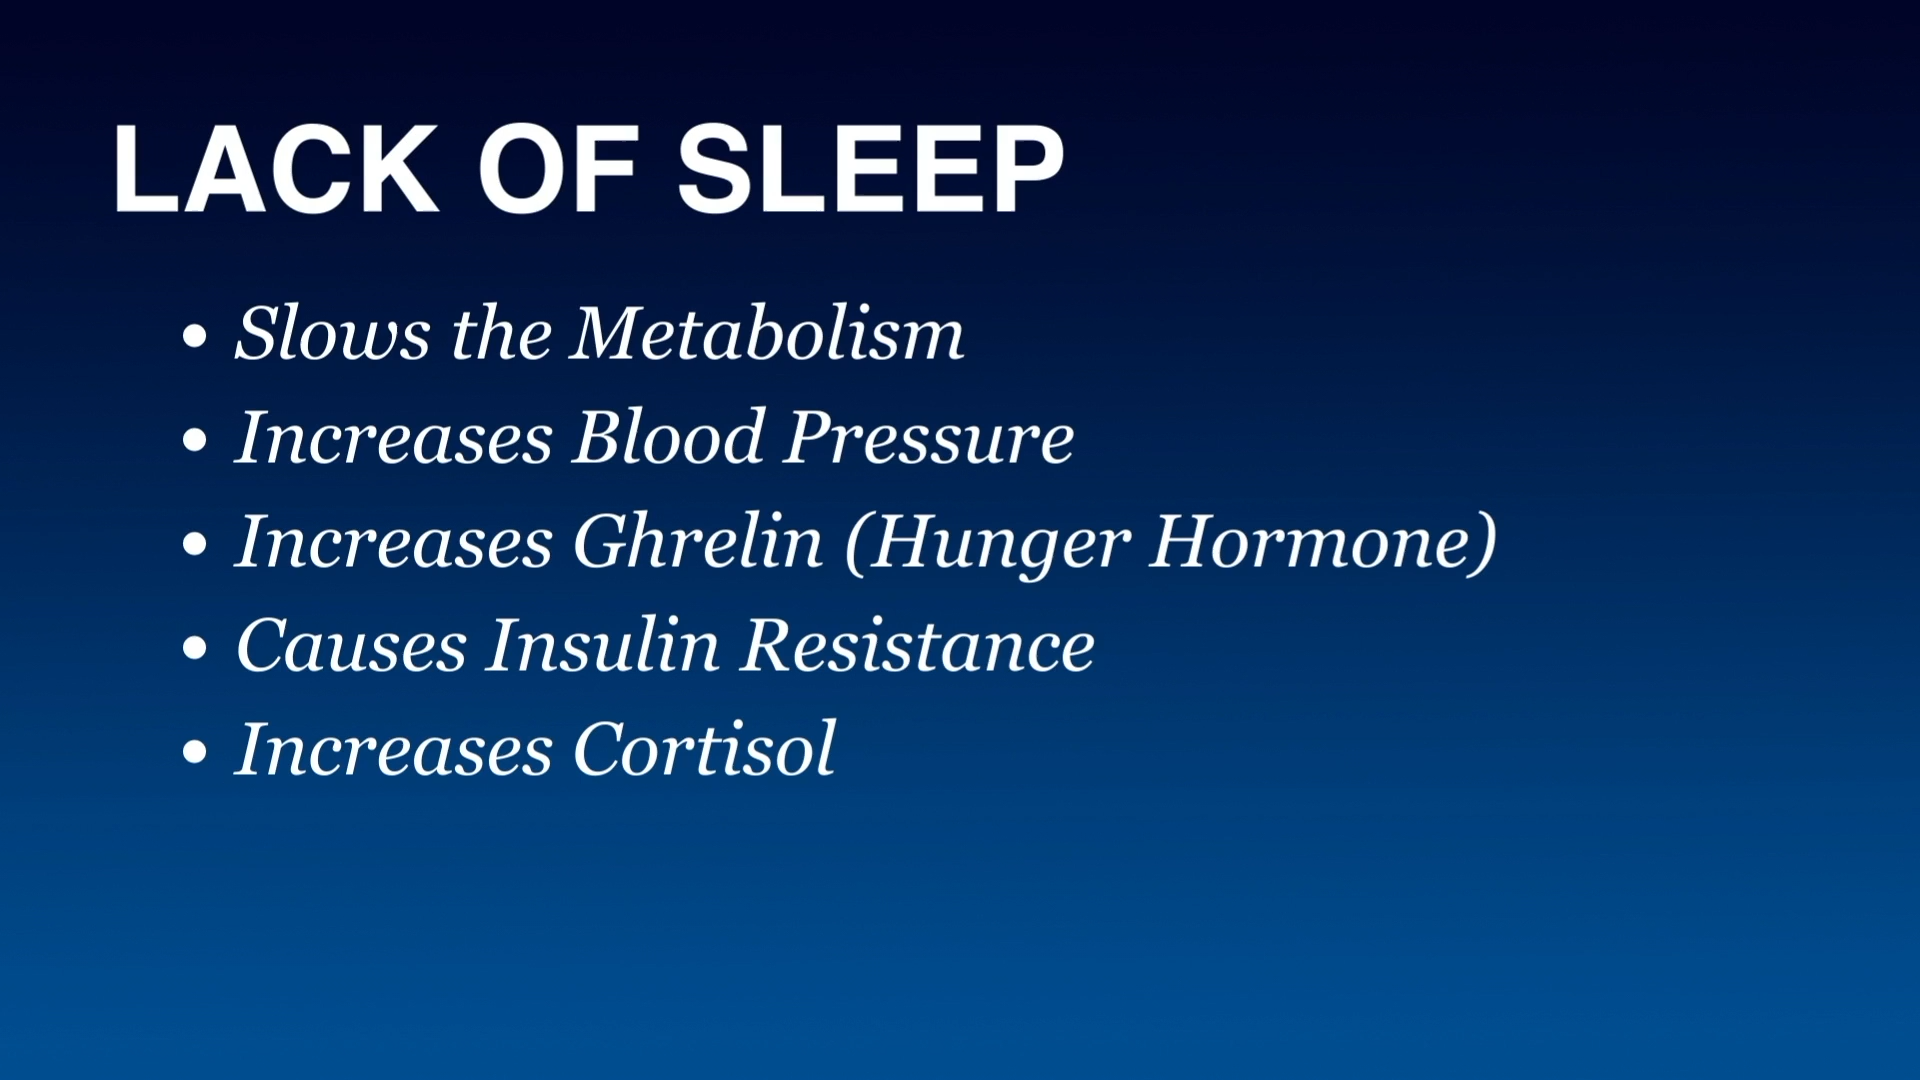 LACK OF SLEEP
• Slows the Metabolism
• Increases Blood Pressure
• Increases Ghrelin (Hunger Hormone)
• Causes Insulin Resistance
• Increases Cortisol